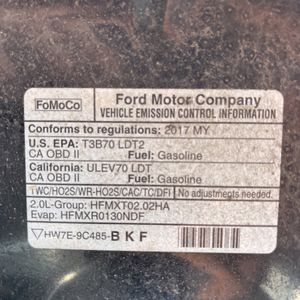 FoMoCo
Ford Motor Company
VEHICLE EMISSION CONTROL INFORMATION
Conforms to regulations: 2017 MY
U.S. EPA: T3B70 LDT2
CA OBD II Fuel: Gasoline
California: ULEV70 LDT
CA OBD II Fuel: Gasoline
TWC/HO2S/WR-HO2S/CAC/TC/DFI No adjustments needed.
2.0L-Group: HFMXT02.02HA
Evap: HFMXR0130NDF
HW7E-9C485-BKF